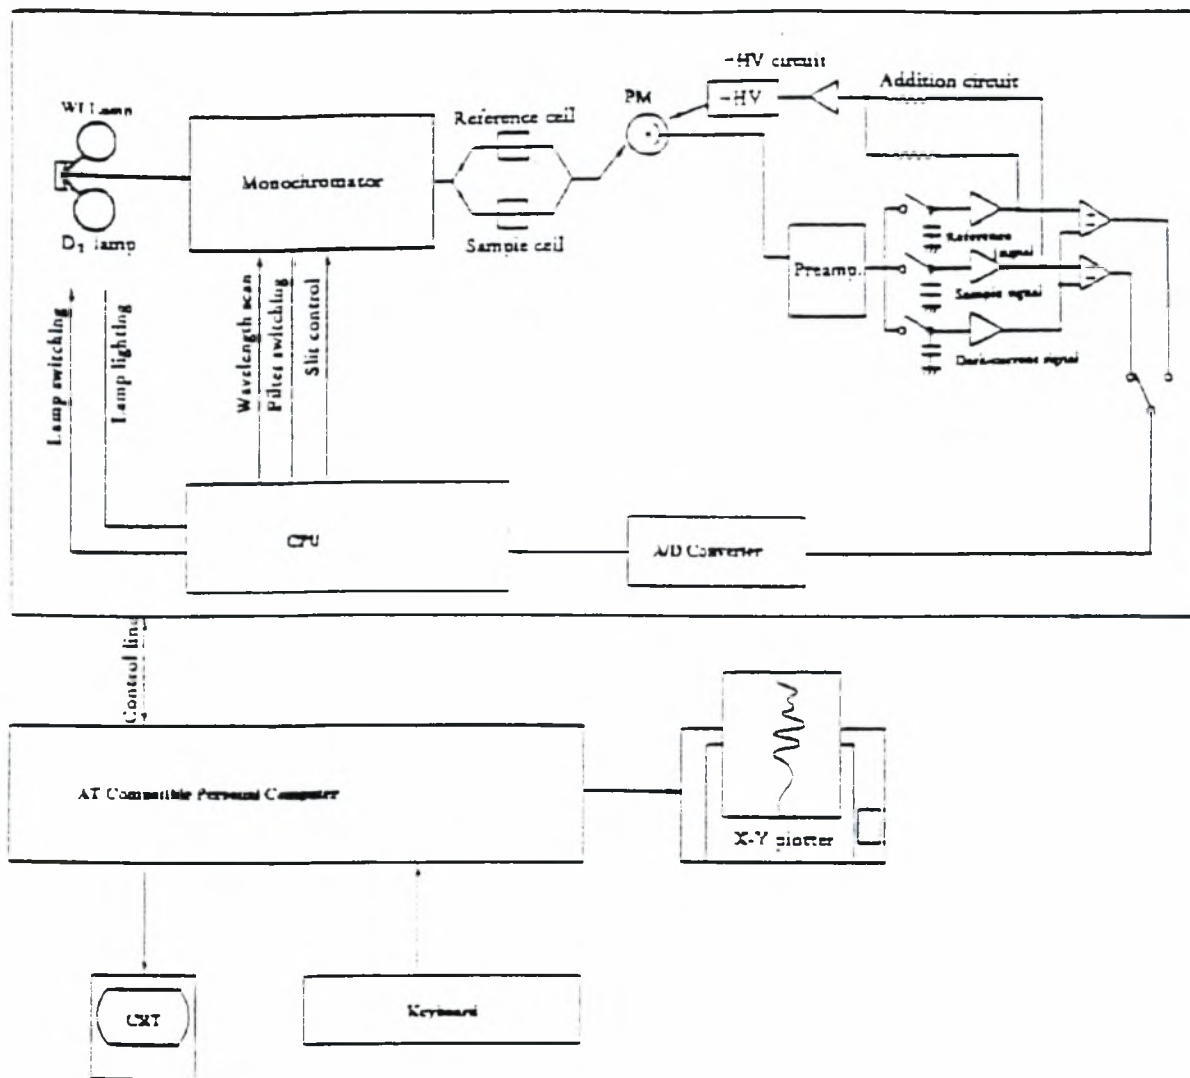 -HV circuit
Addition circuit
PM
-HV
WI Lamp
Reference cell
Monochromator
Sample cell
D₂ lamp
Preamp.
Reference signal
Sample signal
Dark-current signal
Lamp switching
Lamp lighting
Wavelength scan
Filter switching
Slit control
CPU
A/D Converter
Control line
AT Compatible Personal Computer
X-Y plotter
CRT
Keyboard